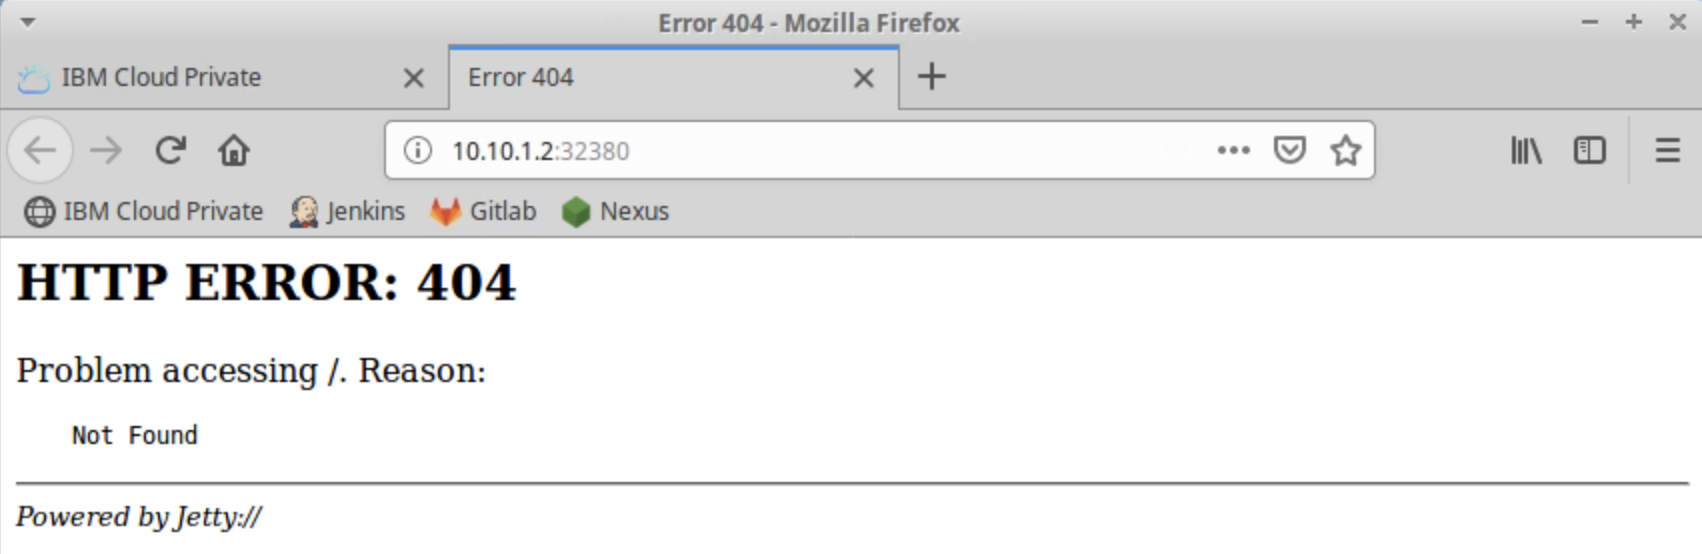 Error 404 - Mozilla Firefox
IBM Cloud Private
Error 404
10.10.1.2:32380
IBM Cloud Private Jenkins Gitlab Nexus
HTTP ERROR: 404
Problem accessing /. Reason:
Not Found
Powered by Jetty://